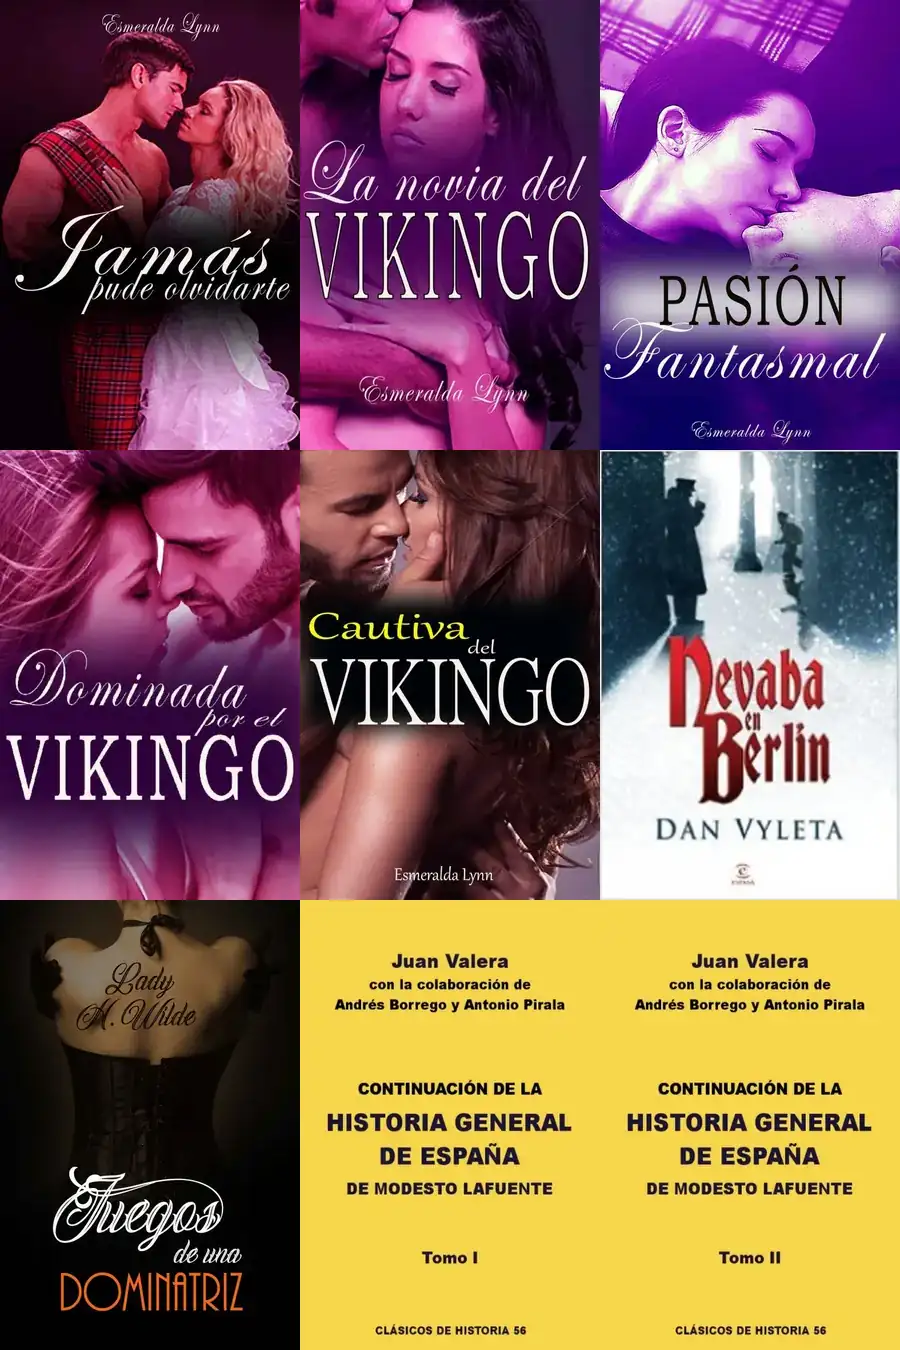 Esmeralda Lynn
Jamás
pude olvidarte
La novia del
VIKINGO
Esmeralda Lynn
PASIÓN
Fantasmal
Esmeralda Lynn
Dominada
por el
VIKINGO
Cautiva
del
VIKINGO
Esmeralda Lynn
Nevaba
en
Berlín
DAN VYLETA
ESPASA
Lady
H. Wilde
Juegos
de una
DOMINATRIZ
Juan Valera
con la colaboración de
Andrés Borrego y Antonio Pirala
CONTINUACIÓN DE LA
HISTORIA GENERAL
DE ESPAÑA
DE MODESTO LAFUENTE
Tomo I
CLÁSICOS DE HISTORIA 56
Juan Valera
con la colaboración de
Andrés Borrego y Antonio Pirala
CONTINUACIÓN DE LA
HISTORIA GENERAL
DE ESPAÑA
DE MODESTO LAFUENTE
Tomo II
CLÁSICOS DE HISTORIA 56